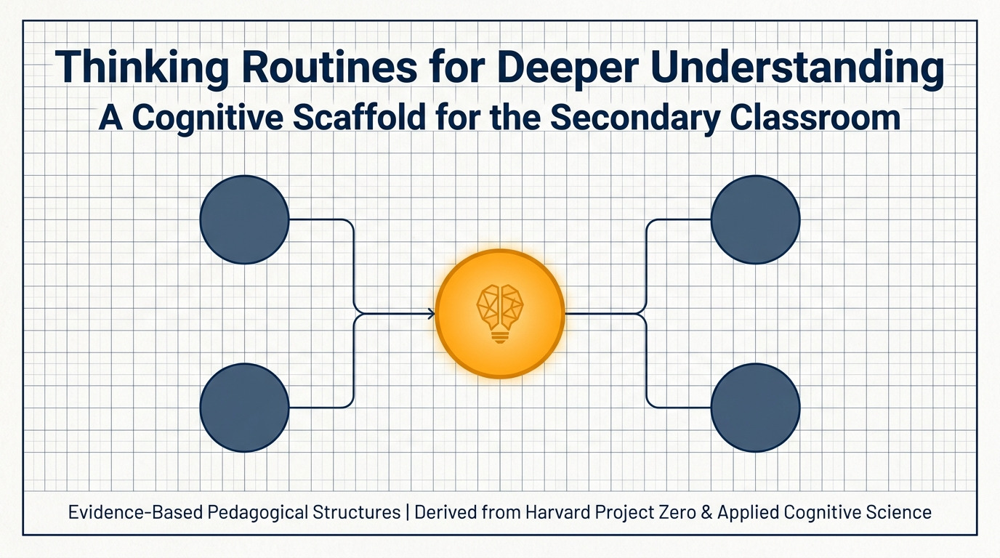 Thinking Routines for Deeper Understanding
A Cognitive Scaffold for the Secondary Classroom
Evidence-Based Pedagogical Structures | Derived from Harvard Project Zero & Applied Cognitive Science